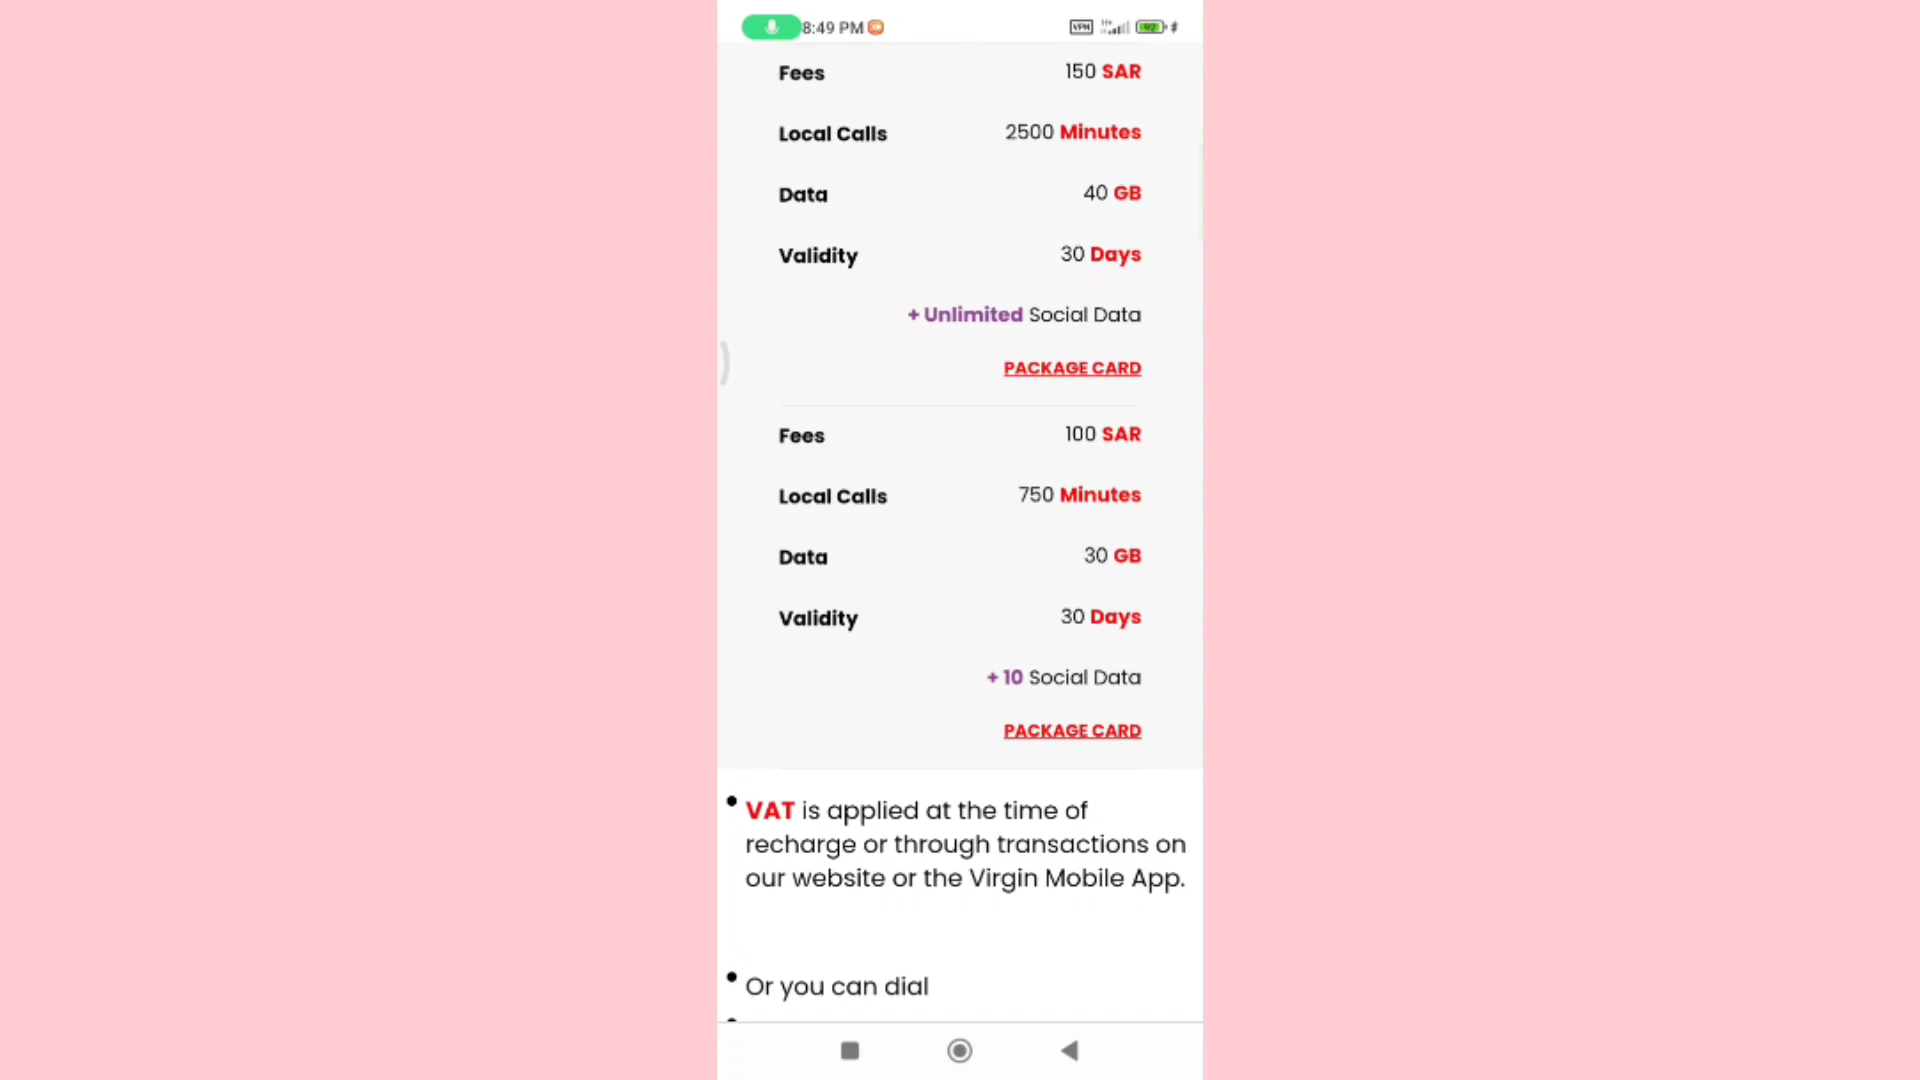 8:49 PM
VPN
92
Fees 150 SAR
Local Calls 2500 Minutes
Data 40 GB
Validity 30 Days
+ Unlimited Social Data
PACKAGE CARD
Fees 100 SAR
Local Calls 750 Minutes
Data 30 GB
Validity 30 Days
+ 10 Social Data
PACKAGE CARD
VAT is applied at the time of
recharge or through transactions on
our website or the Virgin Mobile App.
Or you can dial